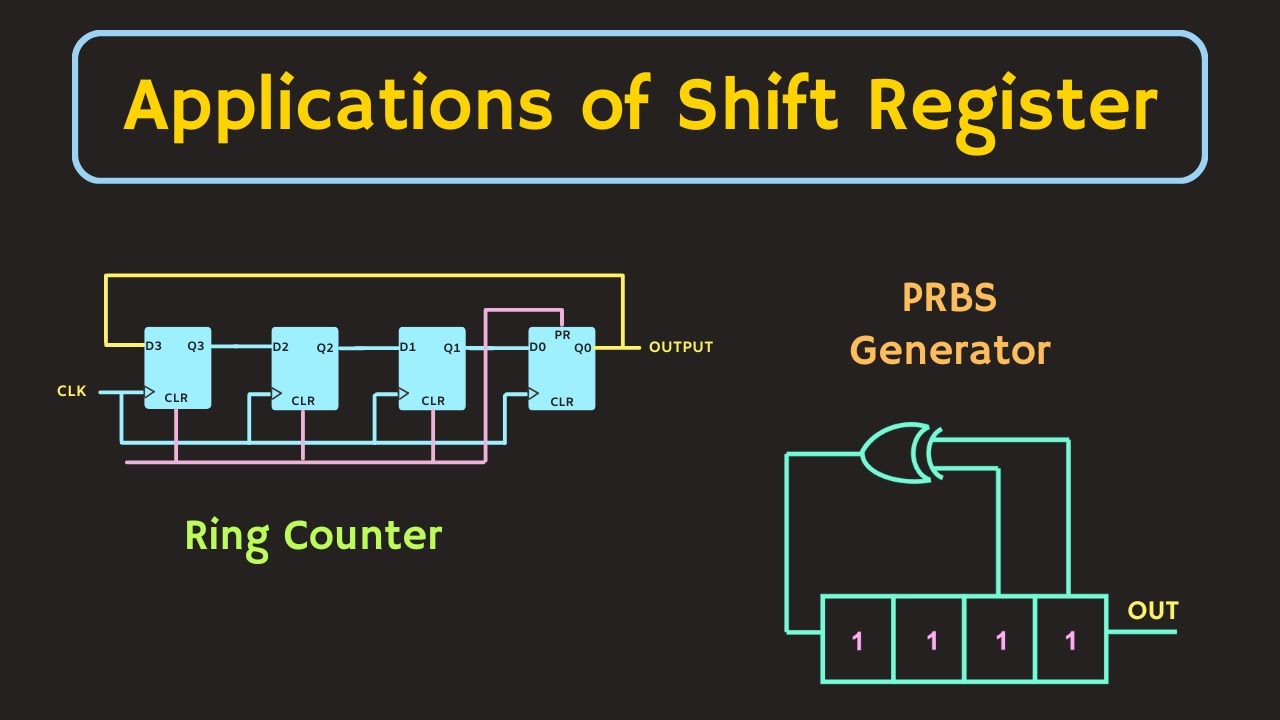 Applications of Shift Register
PR
D3 Q3 D2 Q2 D1 Q1 D0 Q0 OUTPUT
CLK
CLR CLR CLR CLR
Ring Counter
PRBS
Generator
OUT
1 1 1 1